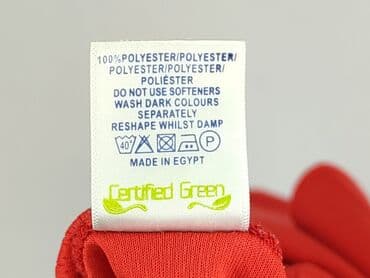 100%POLYESTER/POLYESTER/
POLYESTER/POLYESTER/
POLIÉSTER
DO NOT USE SOFTENERS
WASH DARK COLOURS
SEPARATELY
RESHAPE WHILST DAMP
40° P
MADE IN EGYPT
Certified Green